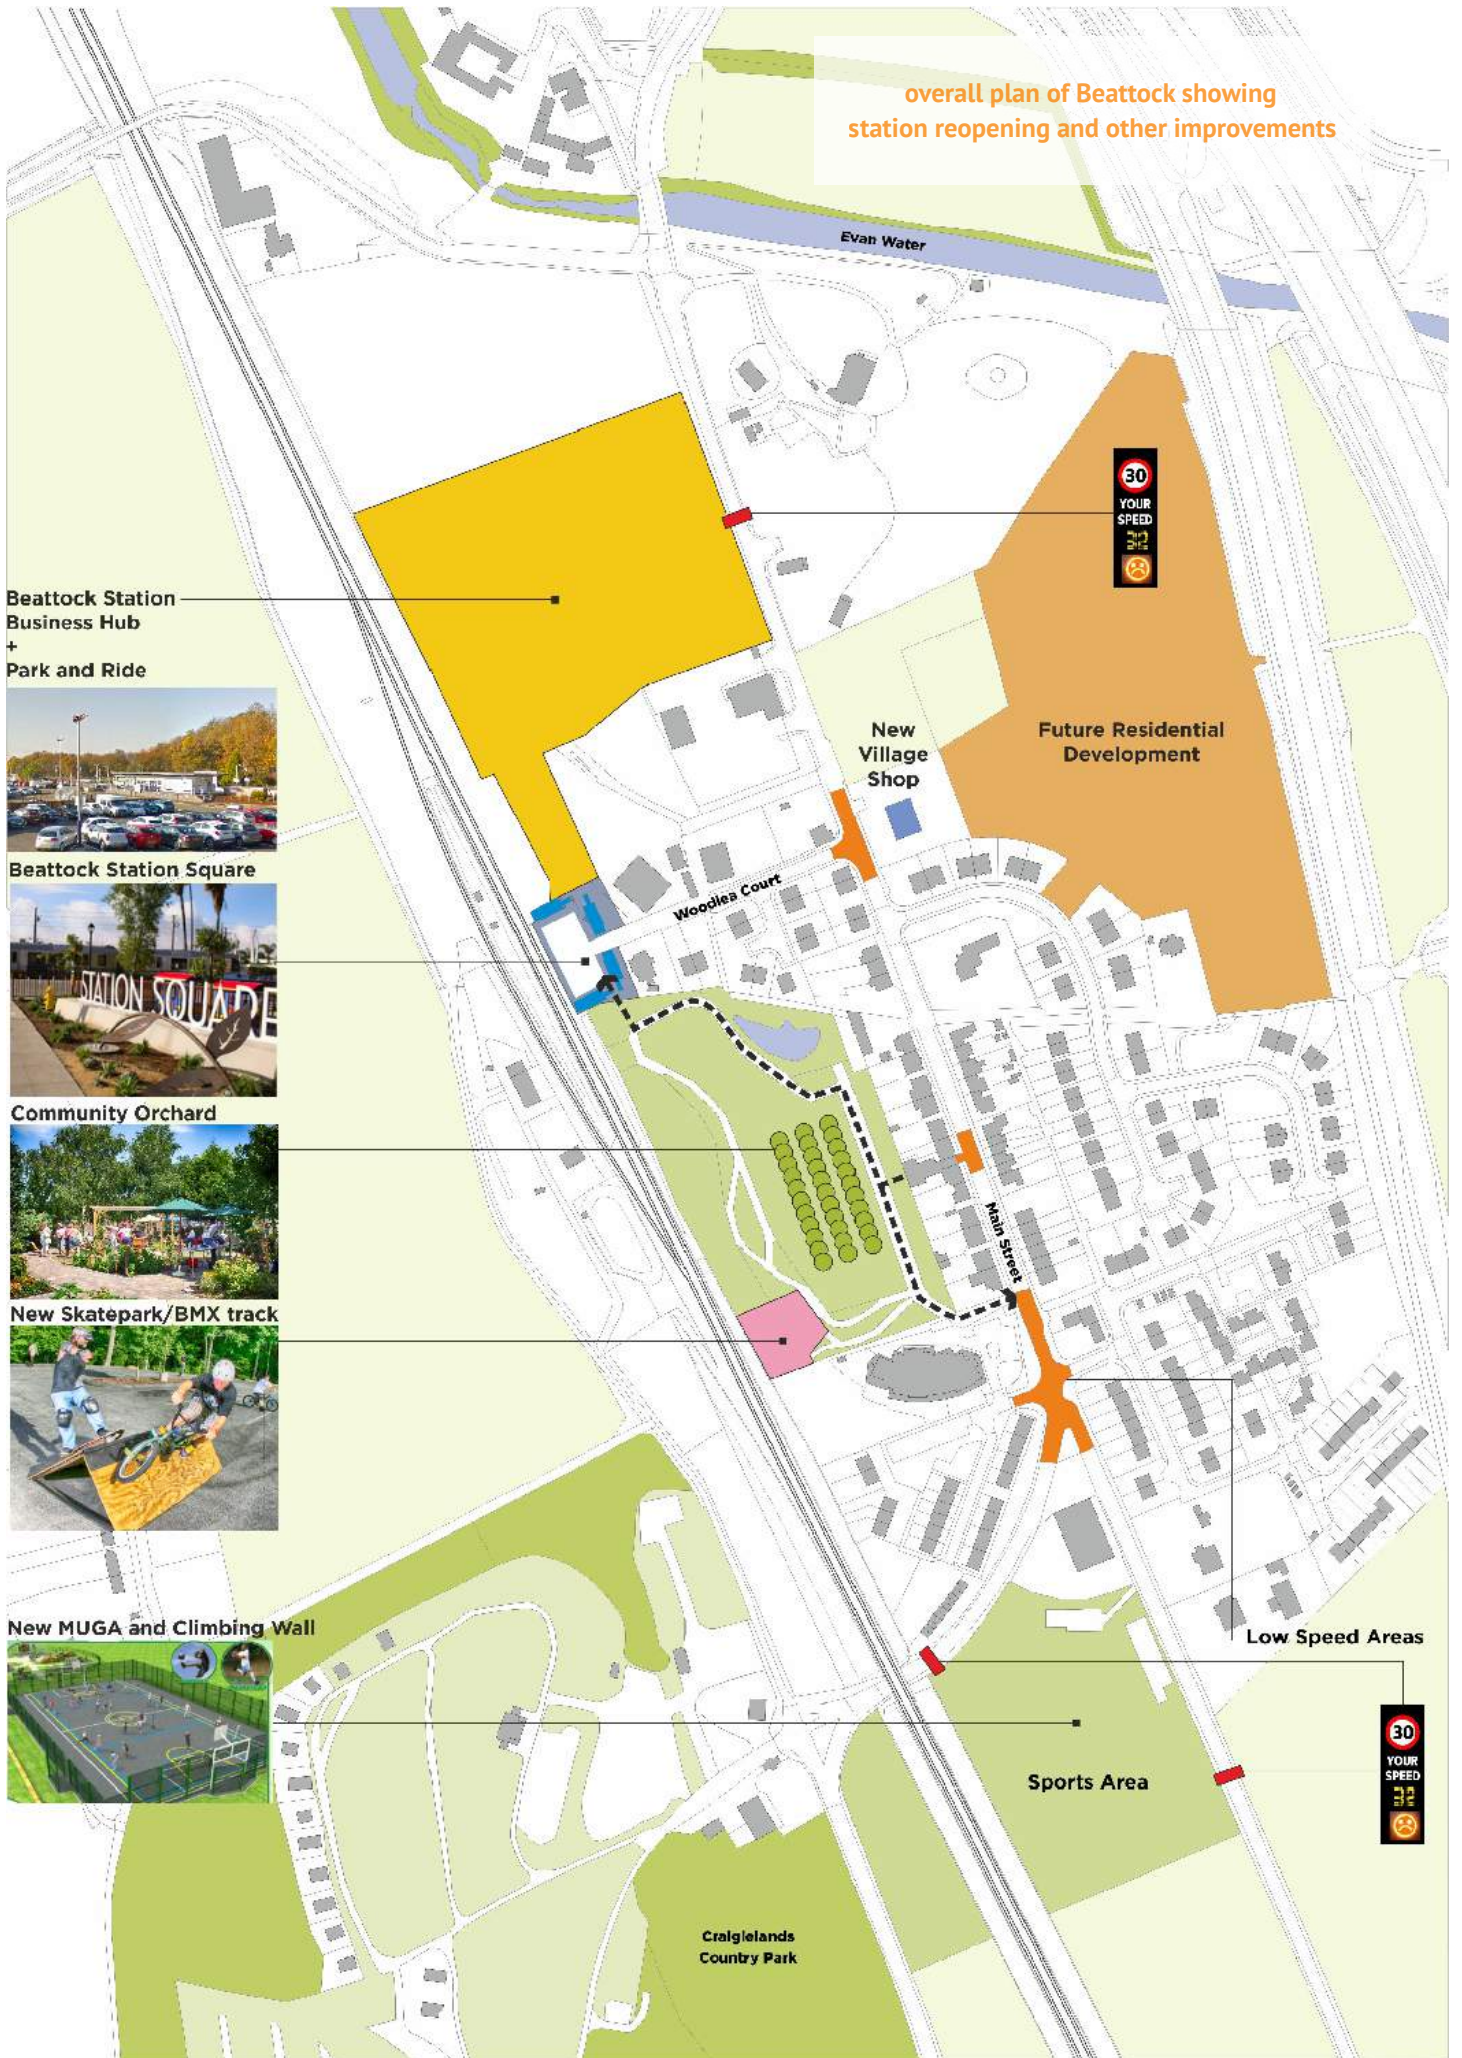 overall plan of Beattock showing
station reopening and other improvements
Evan Water
30
YOUR
SPEED
32
Beattock Station
Business Hub
+
Park and Ride
New
Village
Shop
Future Residential
Development
Beattock Station Square
STATION SQUARE
Woodlea Court
Community Orchard
Main Street
New Skatepark/BMX track
New MUGA and Climbing Wall
Low Speed Areas
30
YOUR
SPEED
32
Sports Area
Craigielands
Country Park